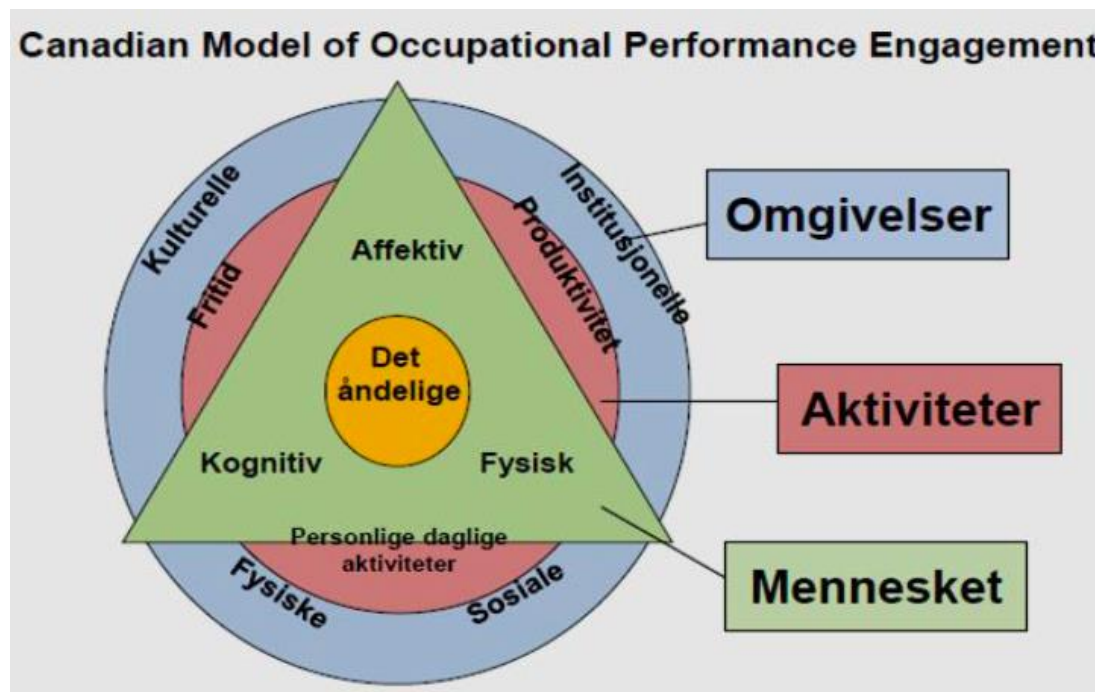 Canadian Model of Occupational Performance Engagement
Kulturelle
Institusjonelle
Omgivelser
Fritid
Produktivitet
Affektiv
Det
åndelige
Aktiviteter
Kognitiv
Fysisk
Personlige daglige
aktiviteter
Fysiske
Sosiale
Mennesket